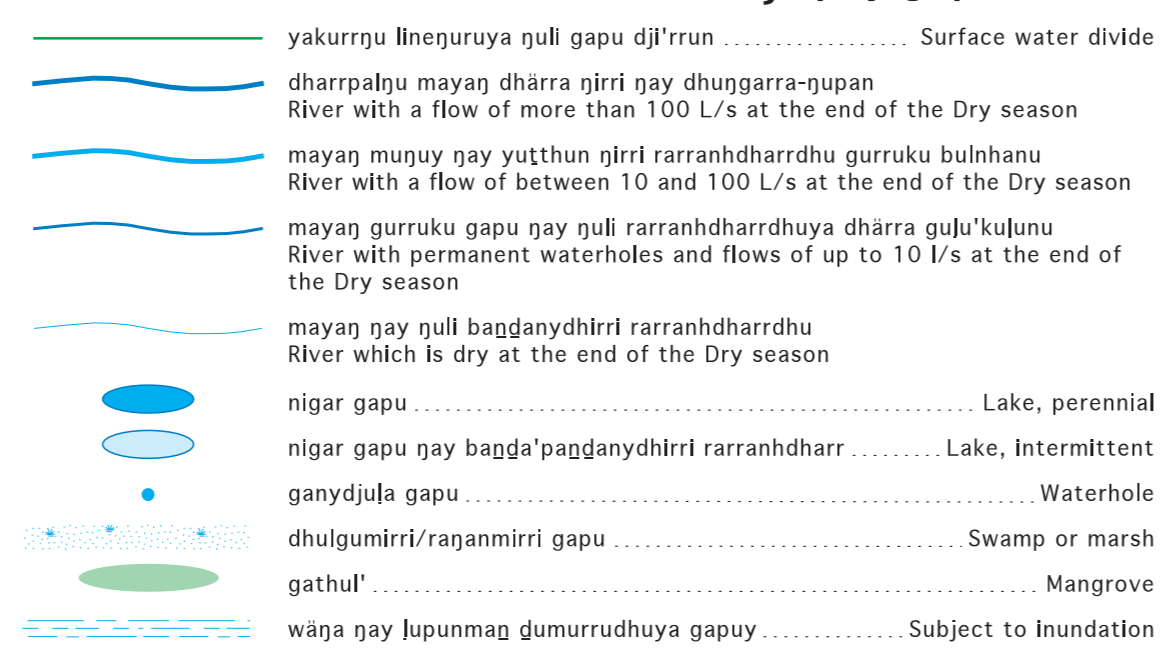 yakurrŋu lineŋuruya ŋuli gapu dji'rrun .................. Surface water divide
dharrpalŋu mayaŋ dhärra ŋirri ŋay dhuŋgarra-ŋupan
River with a flow of more than 100 L/s at the end of the Dry season
mayaŋ muŋuy ŋay yuṯthun ŋirri rarranhdharrdhu gurruku bulnhanu
River with a flow of between 10 and 100 L/s at the end of the Dry season
mayaŋ gurruku gapu ŋay ŋuli rarranhdharrdhuya dhärra guḻu'kuḻunu
River with permanent waterholes and flows of up to 10 l/s at the end of
the Dry season
mayaŋ ŋay ŋuli baṉḏanydhirri rarranhdharrdhu
River which is dry at the end of the Dry season
nigar gapu ........................................................ Lake, perennial
nigar gapu ŋay baṉḏa'paṉḏanydhirri rarranhdharr ......... Lake, intermittent
ganydjuḻa gapu ......................................................... Waterhole
dhulgumirri/raŋanmirri gapu ................................... Swamp or marsh
gathul' .................................................................. Mangrove
wäŋa ŋay ḻupunmaṉ ḏumurrudhuya gapuy .............. Subject to inundation